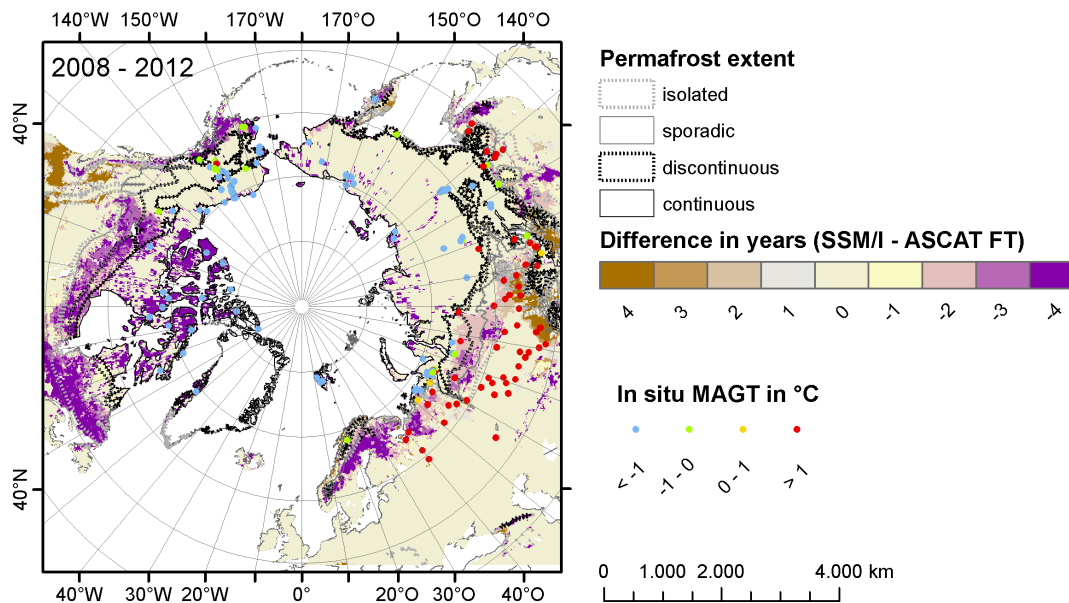 140°W 150°W 170°W 170°O 150°O 140°O
2008 - 2012
40°N
40°N
40°W 30°W 20°W 0° 20°O 30°O 40°O
Permafrost extent
isolated
sporadic
discontinuous
continuous
Difference in years (SSM/I - ASCAT FT)
4 3 2 1 0 -1 -2 -3 4
In situ MAGT in °C
< -1 -1 - 0 0 - 1 > 1
0 1.000 2.000 4.000 km